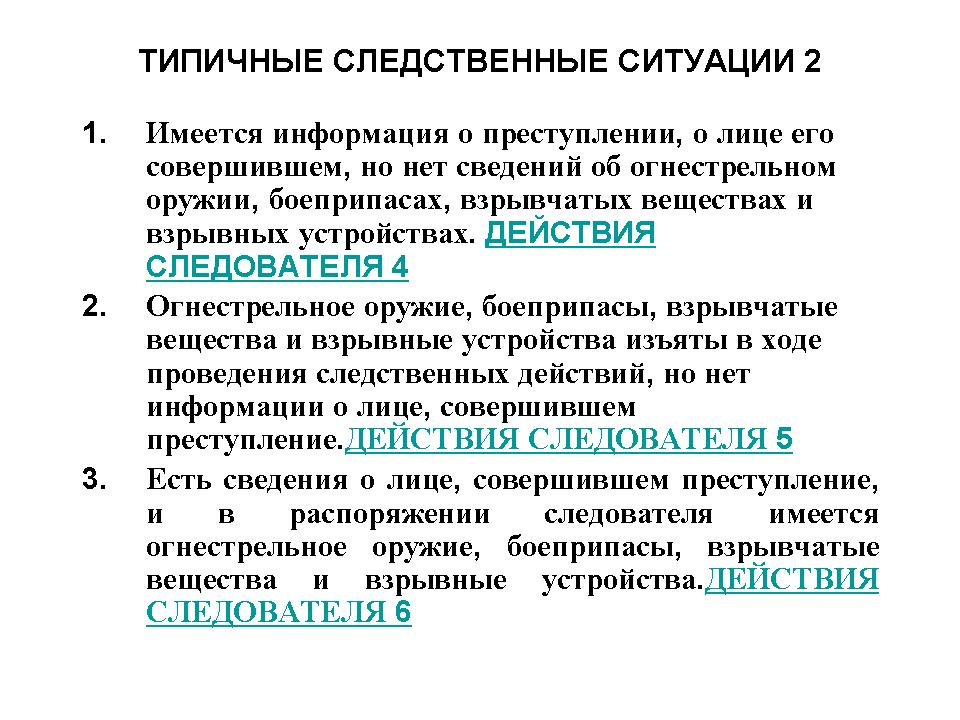 ТИПИЧНЫЕ СЛЕДСТВЕННЫЕ СИТУАЦИИ 2
1. Имеется информация о преступлении, о лице его
совершившем, но нет сведений об огнестрельном
оружии, боеприпасах, взрывчатых веществах и
взрывных устройствах. ДЕЙСТВИЯ
СЛЕДОВАТЕЛЯ 4
2. Огнестрельное оружие, боеприпасы, взрывчатые
вещества и взрывные устройства изъяты в ходе
проведения следственных действий, но нет
информации о лице, совершившем
преступление.ДЕЙСТВИЯ СЛЕДОВАТЕЛЯ 5
3. Есть сведения о лице, совершившем преступление,
и в распоряжении следователя имеется
огнестрельное оружие, боеприпасы, взрывчатые
вещества и взрывные устройства.ДЕЙСТВИЯ
СЛЕДОВАТЕЛЯ 6